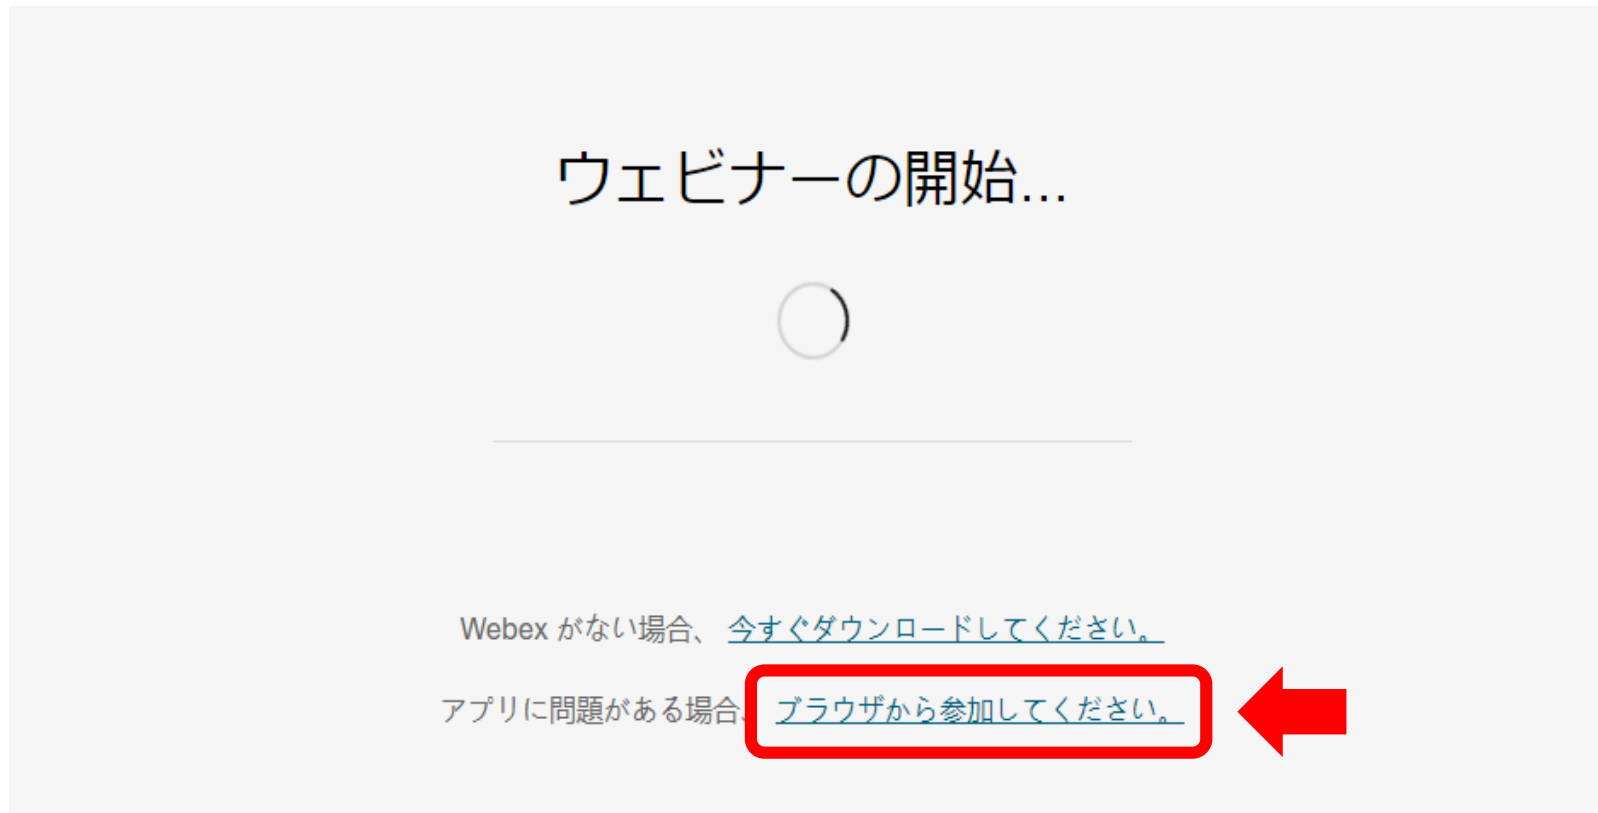 ウェビナーの開始...
Webex がない場合、 今すぐダウンロードしてください。
アプリに問題がある場合、 ブラウザから参加してください。